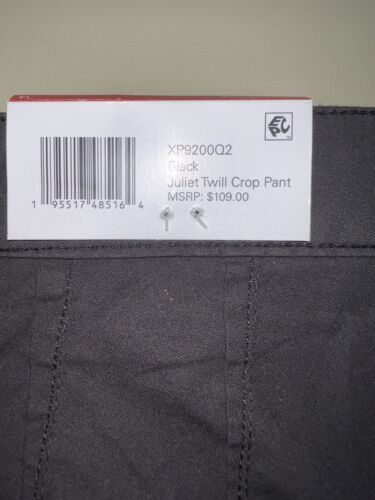 XP9200Q2
Black
Juliet Twill Crop Pant
MSRP: $109.00
1 95517 48516 4